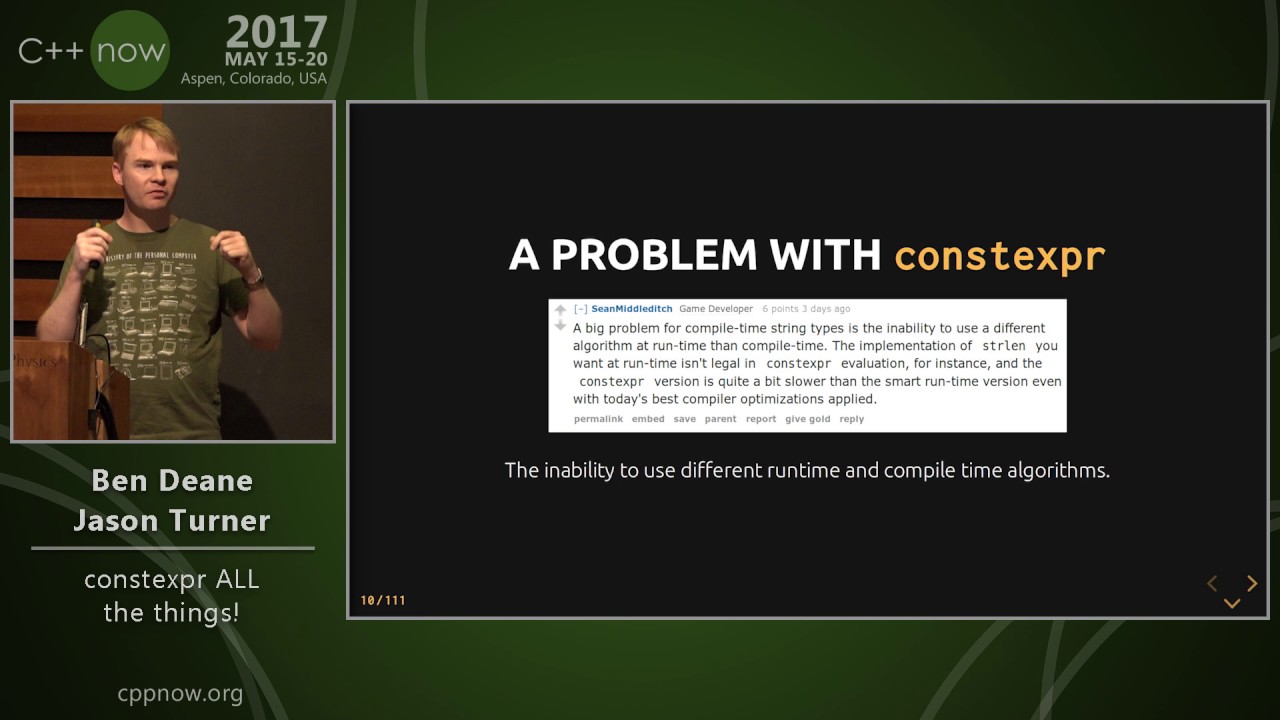 C++ now
2017
MAY 15-20
Aspen, Colorado, USA
HISTORY OF THE PERSONAL COMPUTER
Physics
Ben Deane
Jason Turner
constexpr ALL
the things!
cppnow.org
A PROBLEM WITH constexpr
[–] SeanMiddleditch Game Developer 6 points 3 days ago
A big problem for compile-time string types is the inability to use a different
algorithm at run-time than compile-time. The implementation of strlen you
want at run-time isn't legal in constexpr evaluation, for instance, and the
constexpr version is quite a bit slower than the smart run-time version even
with today's best compiler optimizations applied.
permalink embed save parent report give gold reply
The inability to use different runtime and compile time algorithms.
10/111